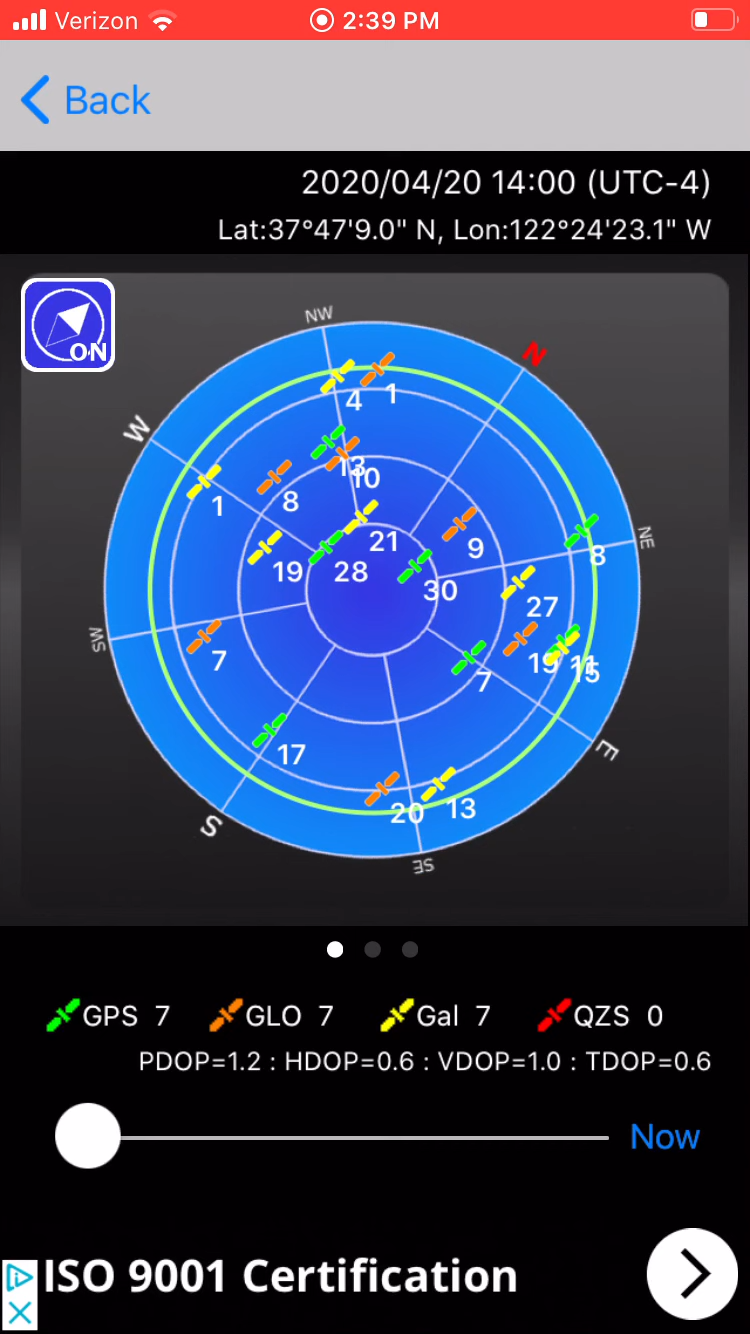 Verizon 2:39 PM
Back
2020/04/20 14:00 (UTC-4)
Lat:37°47'9.0" N, Lon:122°24'23.1" W
ON
NW
N
4
1
W
13
10
8
1
21
9
NE
8
19
28
30
27
SW
7
19
11
15
7
E
17
20
13
S
SE
GPS 7 GLO 7 Gal 7 QZS 0
PDOP=1.2 : HDOP=0.6 : VDOP=1.0 : TDOP=0.6
Now
ISO 9001 Certification